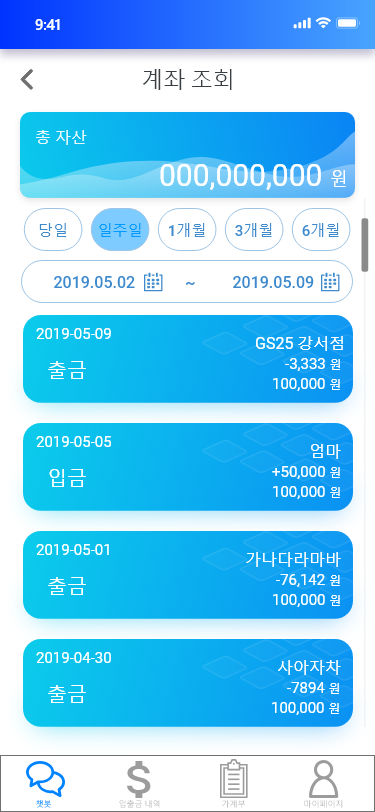 9:41
계좌 조회
총 자산
000,000,000 원
당일 일주일 1개월 3개월 6개월
2019.05.02 ~ 2019.05.09
2019-05-09
GS25 강서점
출금
-3,333 원
100,000 원
2019-05-05
엄마
입금
+50,000 원
100,000 원
2019-05-01
가나다라마바
출금
-76,142 원
100,000 원
2019-04-30
사아자차
출금
-7894 원
100,000 원
챗봇 입출금 내역 가계부 마이페이지